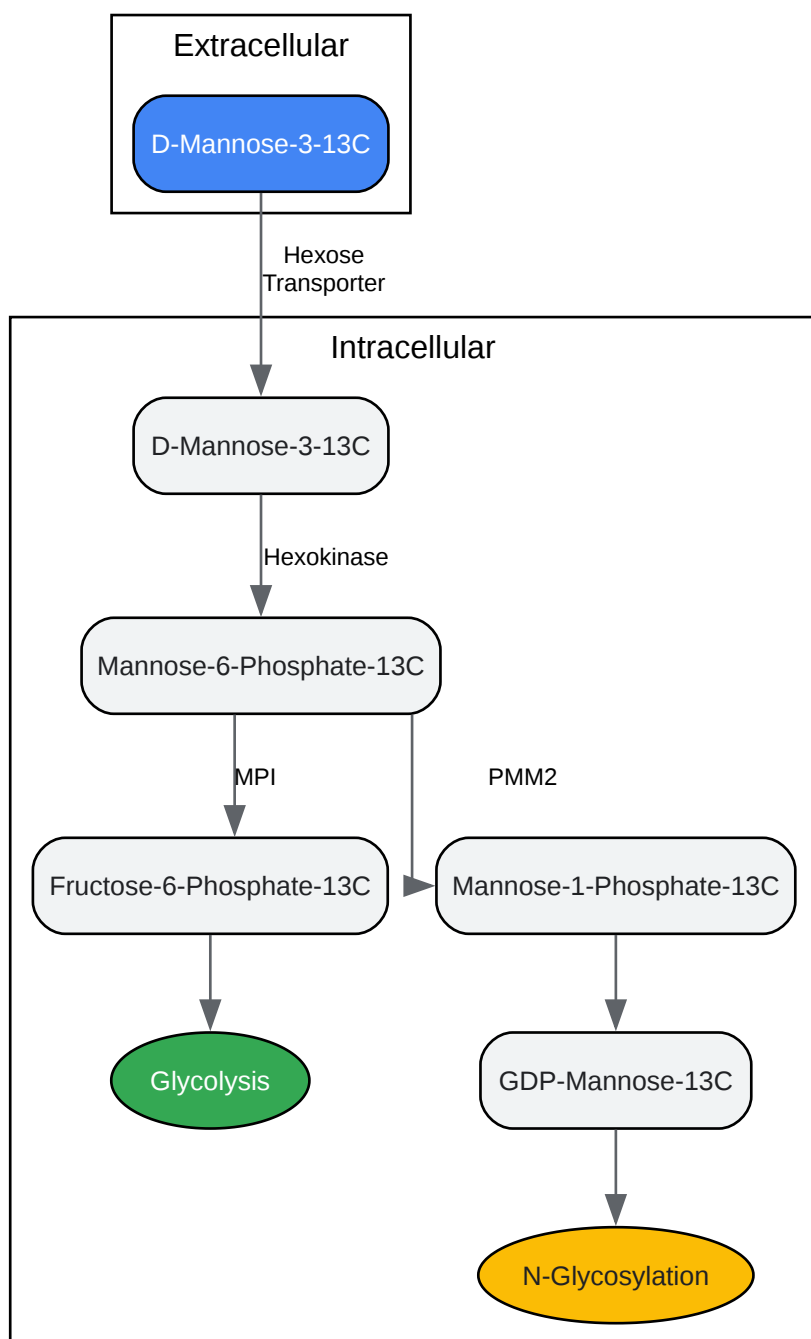 Extracellular
D-Mannose-3-13C
Hexose
Transporter
Intracellular
D-Mannose-3-13C
Hexokinase
Mannose-6-Phosphate-13C
MPI
PMM2
Fructose-6-Phosphate-13C
Mannose-1-Phosphate-13C
Glycolysis
GDP-Mannose-13C
N-Glycosylation